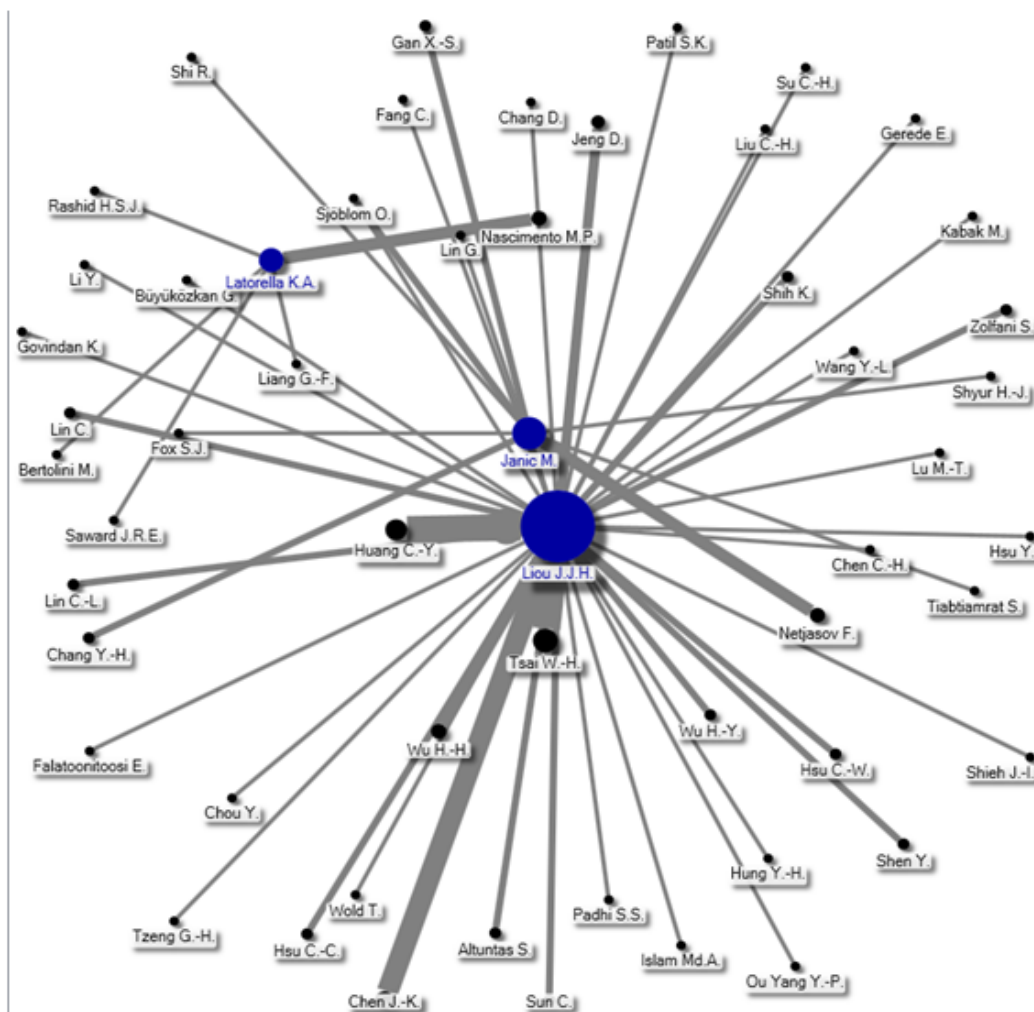 Gan X.-S.
Patil S.K.
Shi R.
Su C.-H.
Fang C.
Chang D.
Jeng D.
Liu C.-H.
Gerede E.
Rashid H.S.J.
Sjöblom O.
Nascimento M.P.
Lin G.
Kabak M.
Li Y.
Latorella K.A.
Büyüközkan G.
Shih K.
Zolfani S.
Govindan K.
Liang G.-F.
Wang Y.-L.
Shyur H.-J.
Lin C.
Fox S.J.
Janic M.
Bertolini M.
Lu M.-T.
Saward J.R.E.
Huang C.-Y.
Liou J.J.H.
Hsu Y.
Chen C.-H.
Lin C.-L.
Tiabtiamrat S.
Chang Y.-H.
Tsai W.-H.
Netjasov F.
Falatoonitoosi E.
Wu H.-H.
Wu H.-Y.
Hsu C.-W.
Shieh J.-I.
Chou Y.
Shen Y.
Hung Y.-H.
Wold T.
Padhi S.S.
Tzeng G.-H.
Hsu C.-C.
Altuntas S.
Islam Md.A.
Ou Yang Y.-P.
Chen J.-K.
Sun C.